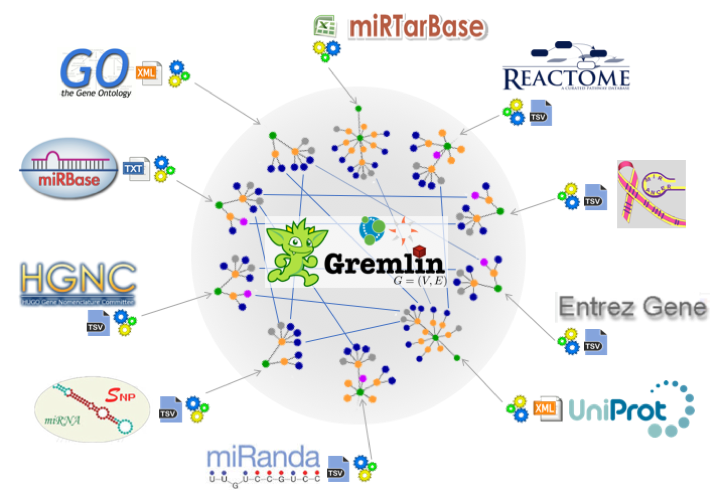 miRTarBase
GO
the Gene Ontology
XML
REACTOME
A CURATED PATHWAY DATABASE
TSV
miRBase
TXT
TSV
Gremlin
G = (V, E)
HGNC
HUGO Gene Nomenclature Committee
TSV
Entrez Gene
TSV
SNP
miRNA
TSV
XML
UniProt
miRanda
UUGUCCGUCC
TSV